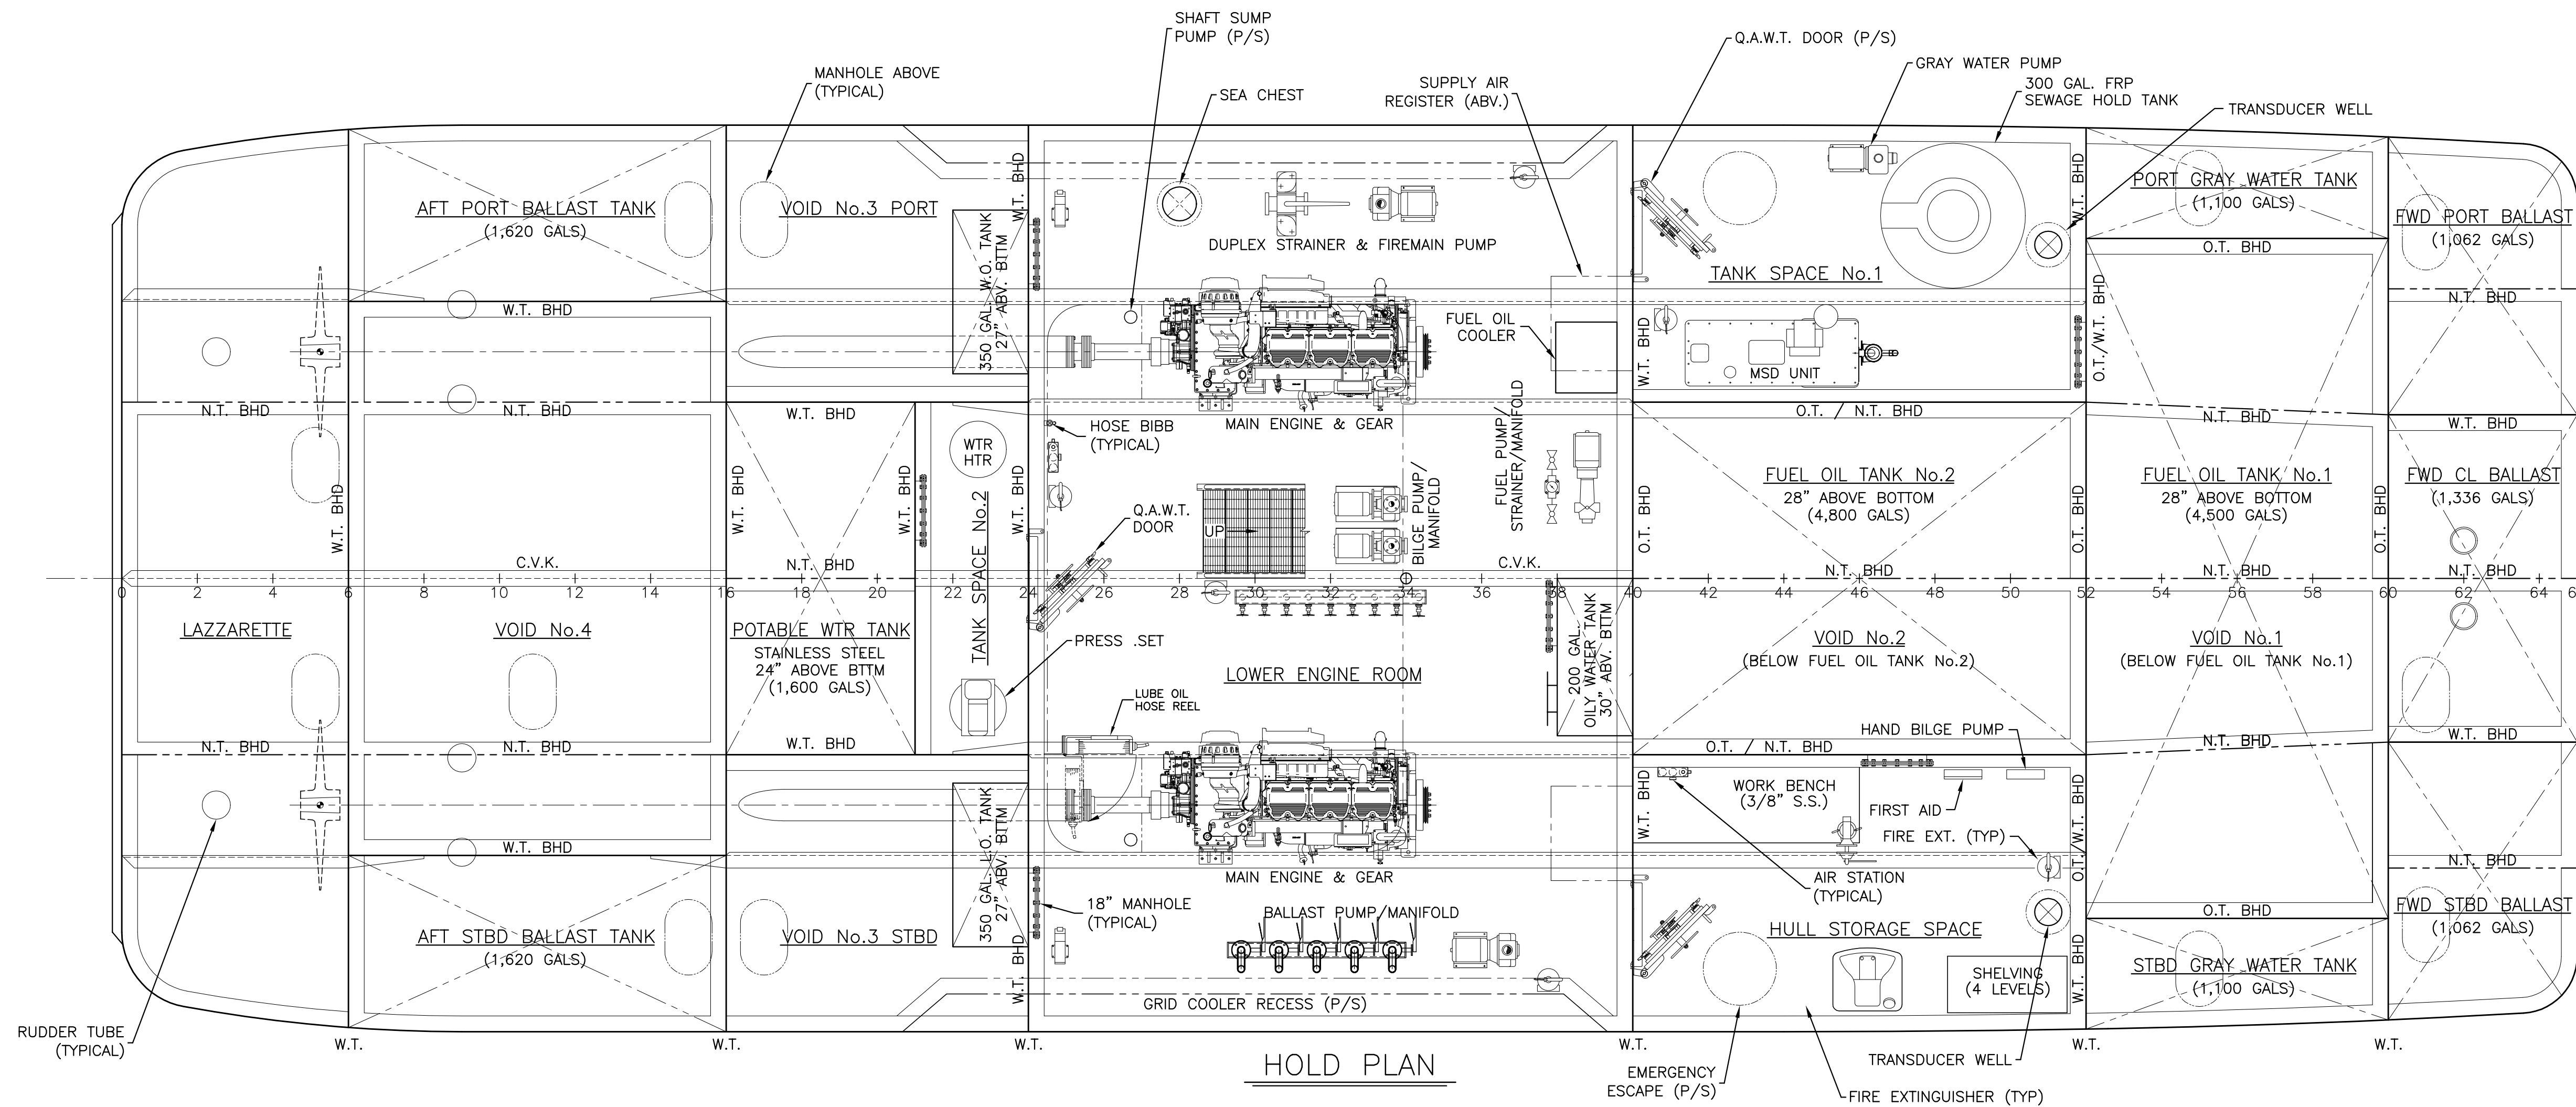 SHAFT SUMP
PUMP (P/S)
Q.A.W.T. DOOR (P/S)
MANHOLE ABOVE
(TYPICAL)
SEA CHEST
SUPPLY AIR
REGISTER (ABV.)
GRAY WATER PUMP
300 GAL. FRP
SEWAGE HOLD TANK
TRANSDUCER WELL
AFT PORT BALLAST TANK
(1,620 GALS)
VOID No.3 PORT
350 GAL. W.O. TANK
27" ABV. BTTM
W.T. BHD
DUPLEX STRAINER & FIREMAIN PUMP
TANK SPACE No.1
W.T. BHD
PORT GRAY WATER TANK
(1,100 GALS)
O.T. BHD
FWD PORT BALLAST
(1,062 GALS)
N.T. BHD
W.T. BHD
FUEL OIL
COOLER
W.T. BHD
MSD UNIT
O.T./W.T. BHD
N.T. BHD
N.T. BHD
W.T. BHD
MAIN ENGINE & GEAR
O.T. / N.T. BHD
N.T. BHD
W.T. BHD
HOSE BIBB
(TYPICAL)
WTR
HTR
W.T. BHD
W.T. BHD
W.T. BHD
W.T. BHD
TANK SPACE No.2
Q.A.W.T.
DOOR
UP
BILGE PUMP/
MANIFOLD
FUEL PUMP/
STRAINER/MANIFOLD
O.T. BHD
FUEL OIL TANK No.2
28" ABOVE BOTTOM
(4,800 GALS)
O.T. BHD
FUEL OIL TANK No.1
28" ABOVE BOTTOM
(4,500 GALS)
O.T. BHD
FWD CL BALLAST
(1,336 GALS)
C.V.K.
N.T. BHD
C.V.K.
N.T. BHD
N.T. BHD
N.T. BHD
0 2 4 6 8 10 12 14 16 18 20 22 24 26 28 30 32 34 36 38 40 42 44 46 48 50 52 54 56 58 60 62 64
LAZZARETTE
VOID No.4
POTABLE WTR TANK
STAINLESS STEEL
24" ABOVE BTTM
(1,600 GALS)
PRESS .SET
LOWER ENGINE ROOM
200 GAL.
OILY WATER TANK
30" ABV. BTTM
VOID No.2
(BELOW FUEL OIL TANK No.2)
VOID No.1
(BELOW FUEL OIL TANK No.1)
LUBE OIL
HOSE REEL
N.T. BHD
N.T. BHD
W.T. BHD
O.T. / N.T. BHD
HAND BILGE PUMP
N.T. BHD
W.T. BHD
350 GAL. L.O. TANK
27" ABV. BTTM
W.T. BHD
WORK BENCH
(3/8" S.S.)
FIRST AID
FIRE EXT. (TYP)
O.T./W.T. BHD
W.T. BHD
MAIN ENGINE & GEAR
AIR STATION
(TYPICAL)
N.T. BHD
18" MANHOLE
(TYPICAL)
BALLAST PUMP/MANIFOLD
O.T. BHD
FWD STBD BALLAST
(1,062 GALS)
AFT STBD BALLAST TANK
(1,620 GALS)
VOID No.3 STBD
W.T. BHD
HULL STORAGE SPACE
SHELVING
(4 LEVELS)
W.T. BHD
STBD GRAY WATER TANK
(1,100 GALS)
GRID COOLER RECESS (P/S)
RUDDER TUBE
(TYPICAL)
W.T.
W.T.
W.T.
W.T.
W.T.
W.T.
HOLD PLAN
EMERGENCY
ESCAPE (P/S)
TRANSDUCER WELL
FIRE EXTINGUISHER (TYP)